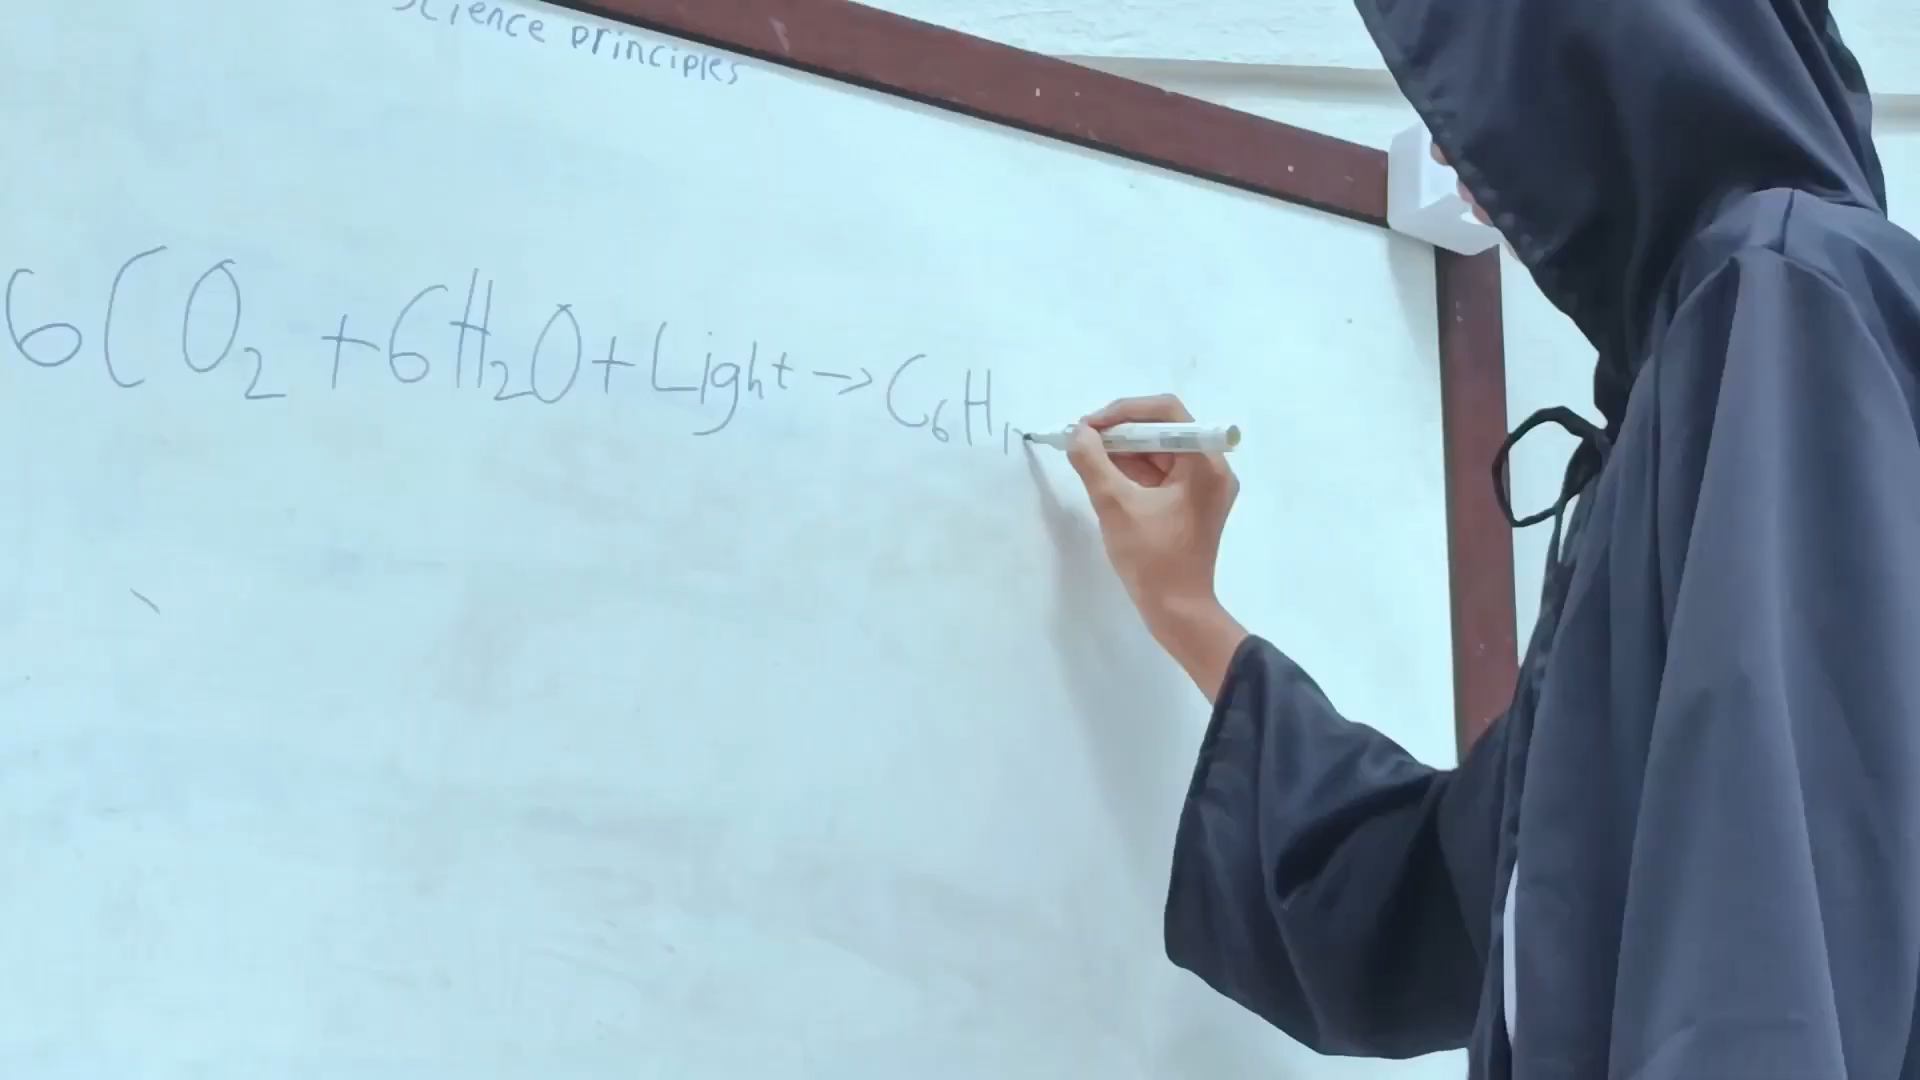 Science principles
6CO₂ + 6H₂O + Light → C₆H₁